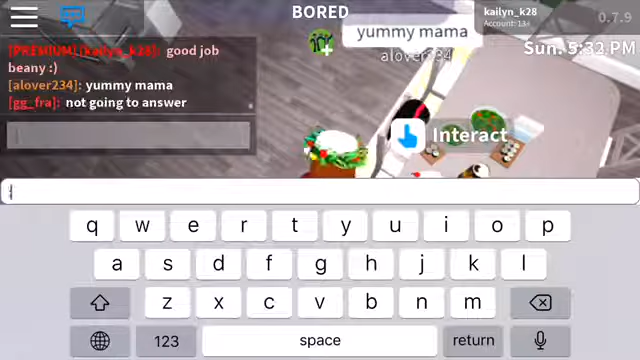 BORED
kailyn_k28
Account: 13+
0.7.9
yummy mama
alover234
Sun. 5:32 PM
[PREMIUM] [kailyn_k28]: good job
beany :)
[alover234]: yummy mama
[gg_fra]: not going to answer
Interact
q w e r t y u i o p
a s d f g h j k l
z x c v b n m
123 space return